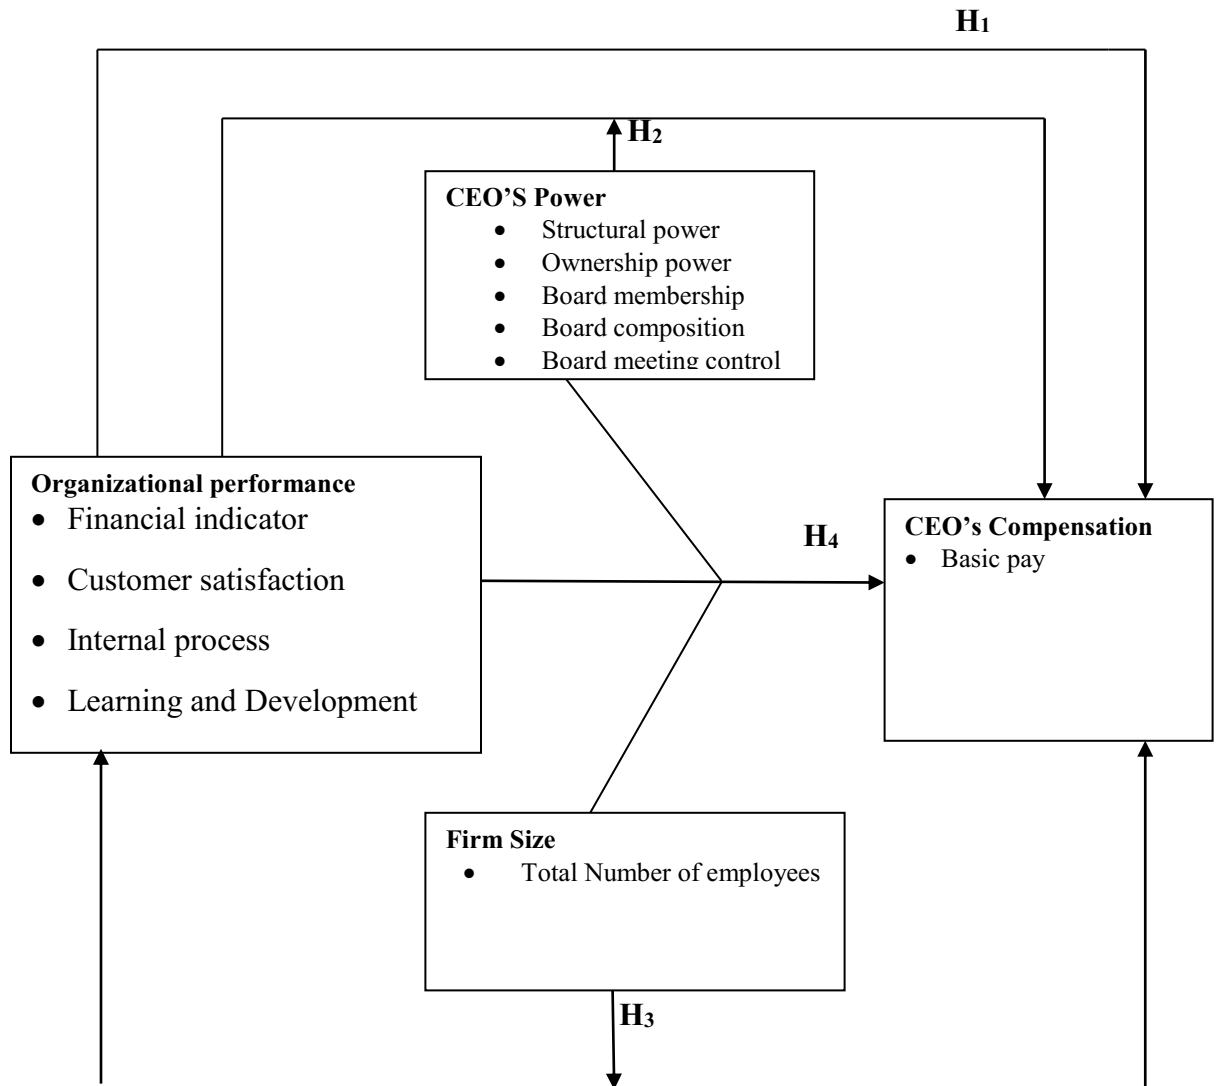 H₁
H₂
CEO’S Power
• Structural power
• Ownership power
• Board membership
• Board composition
• Board meeting control
Organizational performance
• Financial indicator
• Customer satisfaction
• Internal process
• Learning and Development
H₄
CEO’s Compensation
• Basic pay
Firm Size
• Total Number of employees
H₃